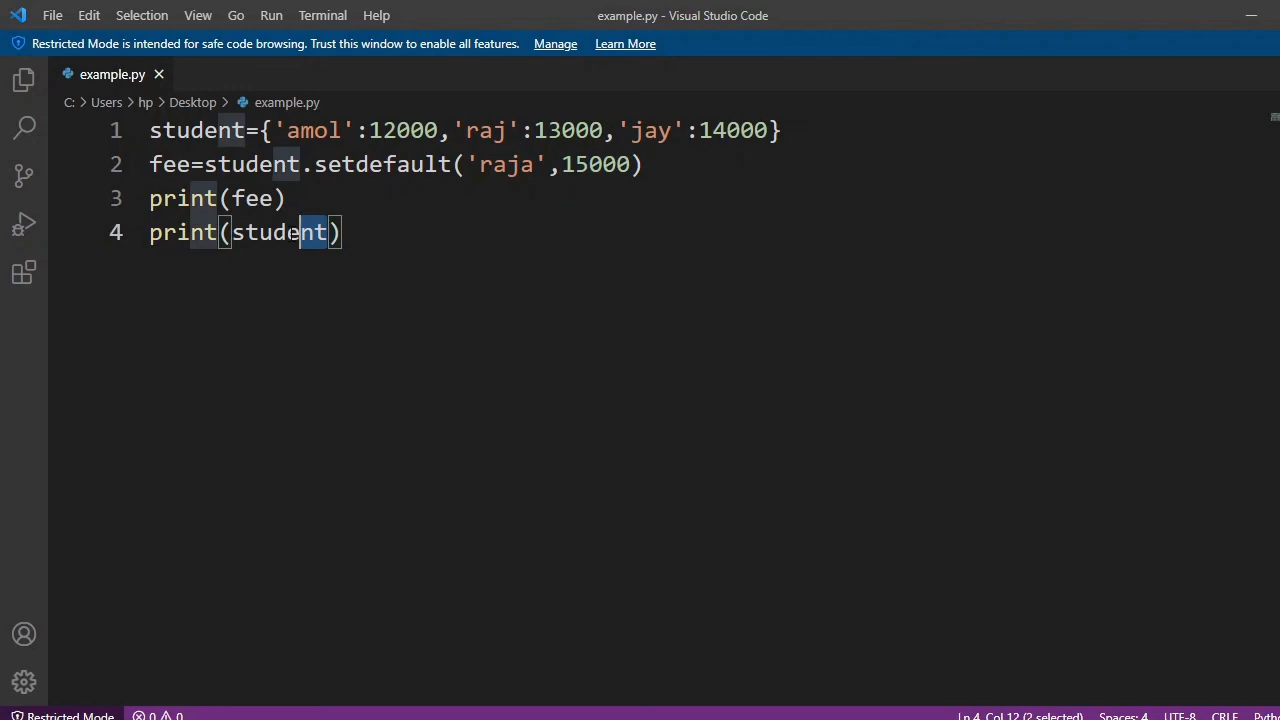 File Edit Selection View Go Run Terminal Help example.py - Visual Studio Code
Restricted Mode is intended for safe code browsing. Trust this window to enable all features. Manage Learn More
example.py
C: > Users > hp > Desktop > example.py
1 student={'amol':12000,'raj':13000,'jay':14000}
2 fee=student.setdefault('raja',15000)
3 print(fee)
4 print(student)
Restricted Mode 0 0 Ln 4, Col 12 (2 selected) Spaces: 4 UTF-8 CRLF